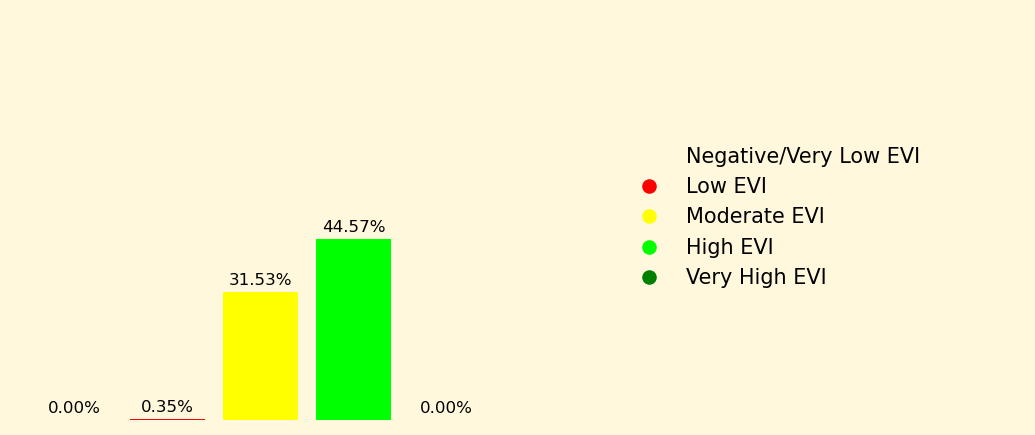 0.00%
0.35%
31.53%
44.57%
0.00%
Negative/Very Low EVI
Low EVI
Moderate EVI
High EVI
Very High EVI